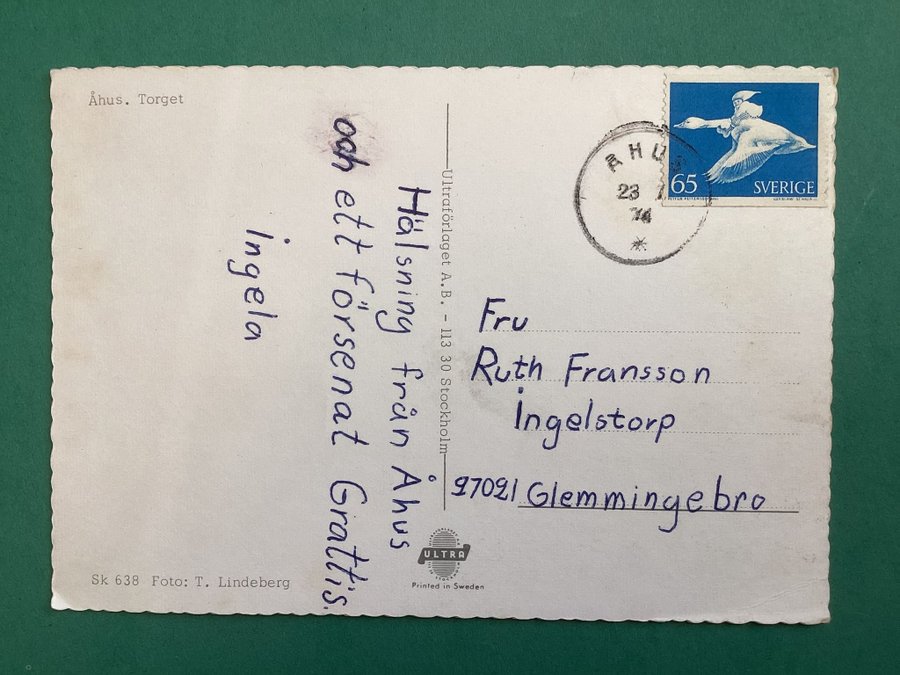 Åhus. Torget
Hälsning från Åhus
och ett försenat Grattis.
ingela
Sk 638 Foto: T. Lindeberg
Ultraförlaget A.B. - 113 30 Stockholm
ULTRA
Printed in Sweden
ÅHUS
23
74
65 SVERIGE
Fru
Ruth Fransson
ingelstorp
27021 Glemmingebro